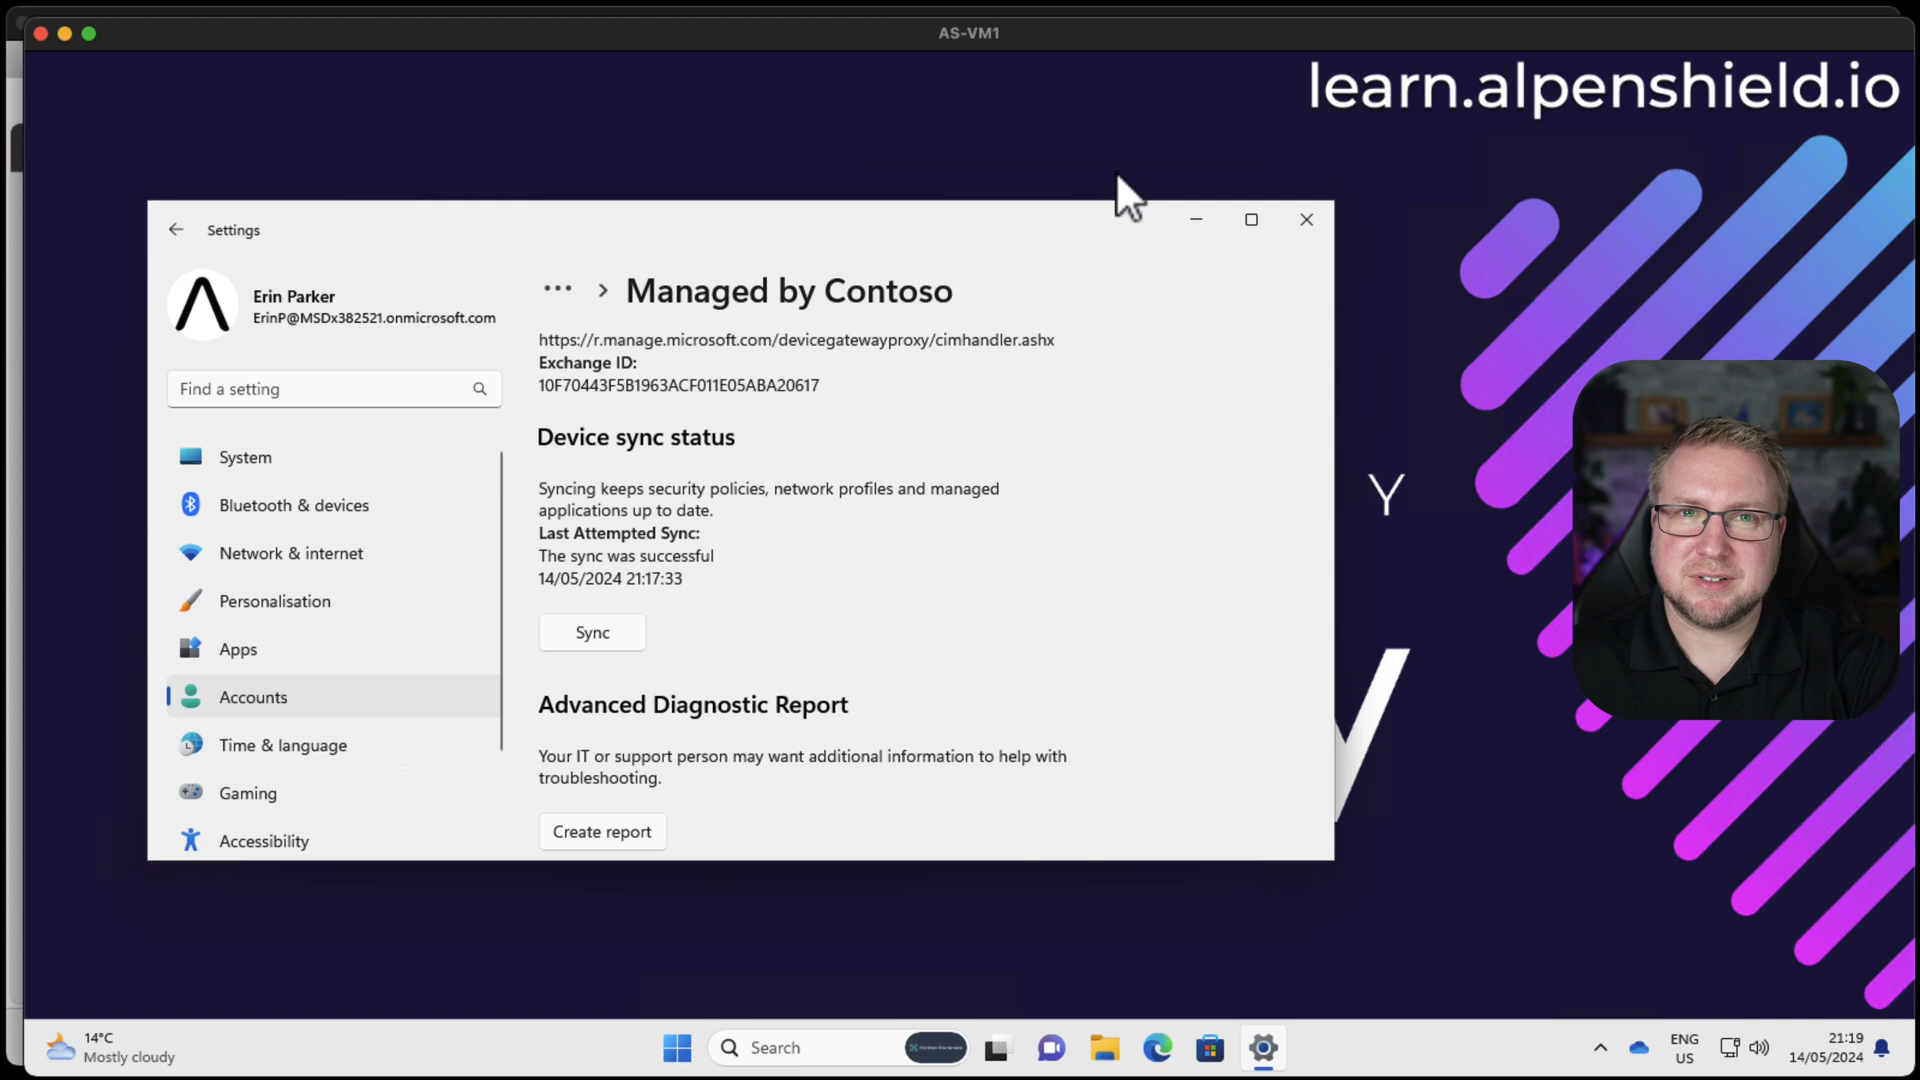 AS-VM1
learn.alpenshield.io
Settings
Erin Parker
ErinP@MSDx382521.onmicrosoft.com
Find a setting
System
Bluetooth & devices
Network & internet
Personalisation
Apps
Accounts
Time & language
Gaming
Accessibility
Managed by Contoso
https://r.manage.microsoft.com/devicegatewayproxy/cimhandler.ashx
Exchange ID:
10F70443F5B1963ACF011E05ABA20617
Device sync status
Syncing keeps security policies, network profiles and managed
applications up to date.
Last Attempted Sync:
The sync was successful
14/05/2024 21:17:33
Sync
Advanced Diagnostic Report
Your IT or support person may want additional information to help with
troubleshooting.
Create report
Y
14°C
Mostly cloudy
Search
ENG
US
21:19
14/05/2024